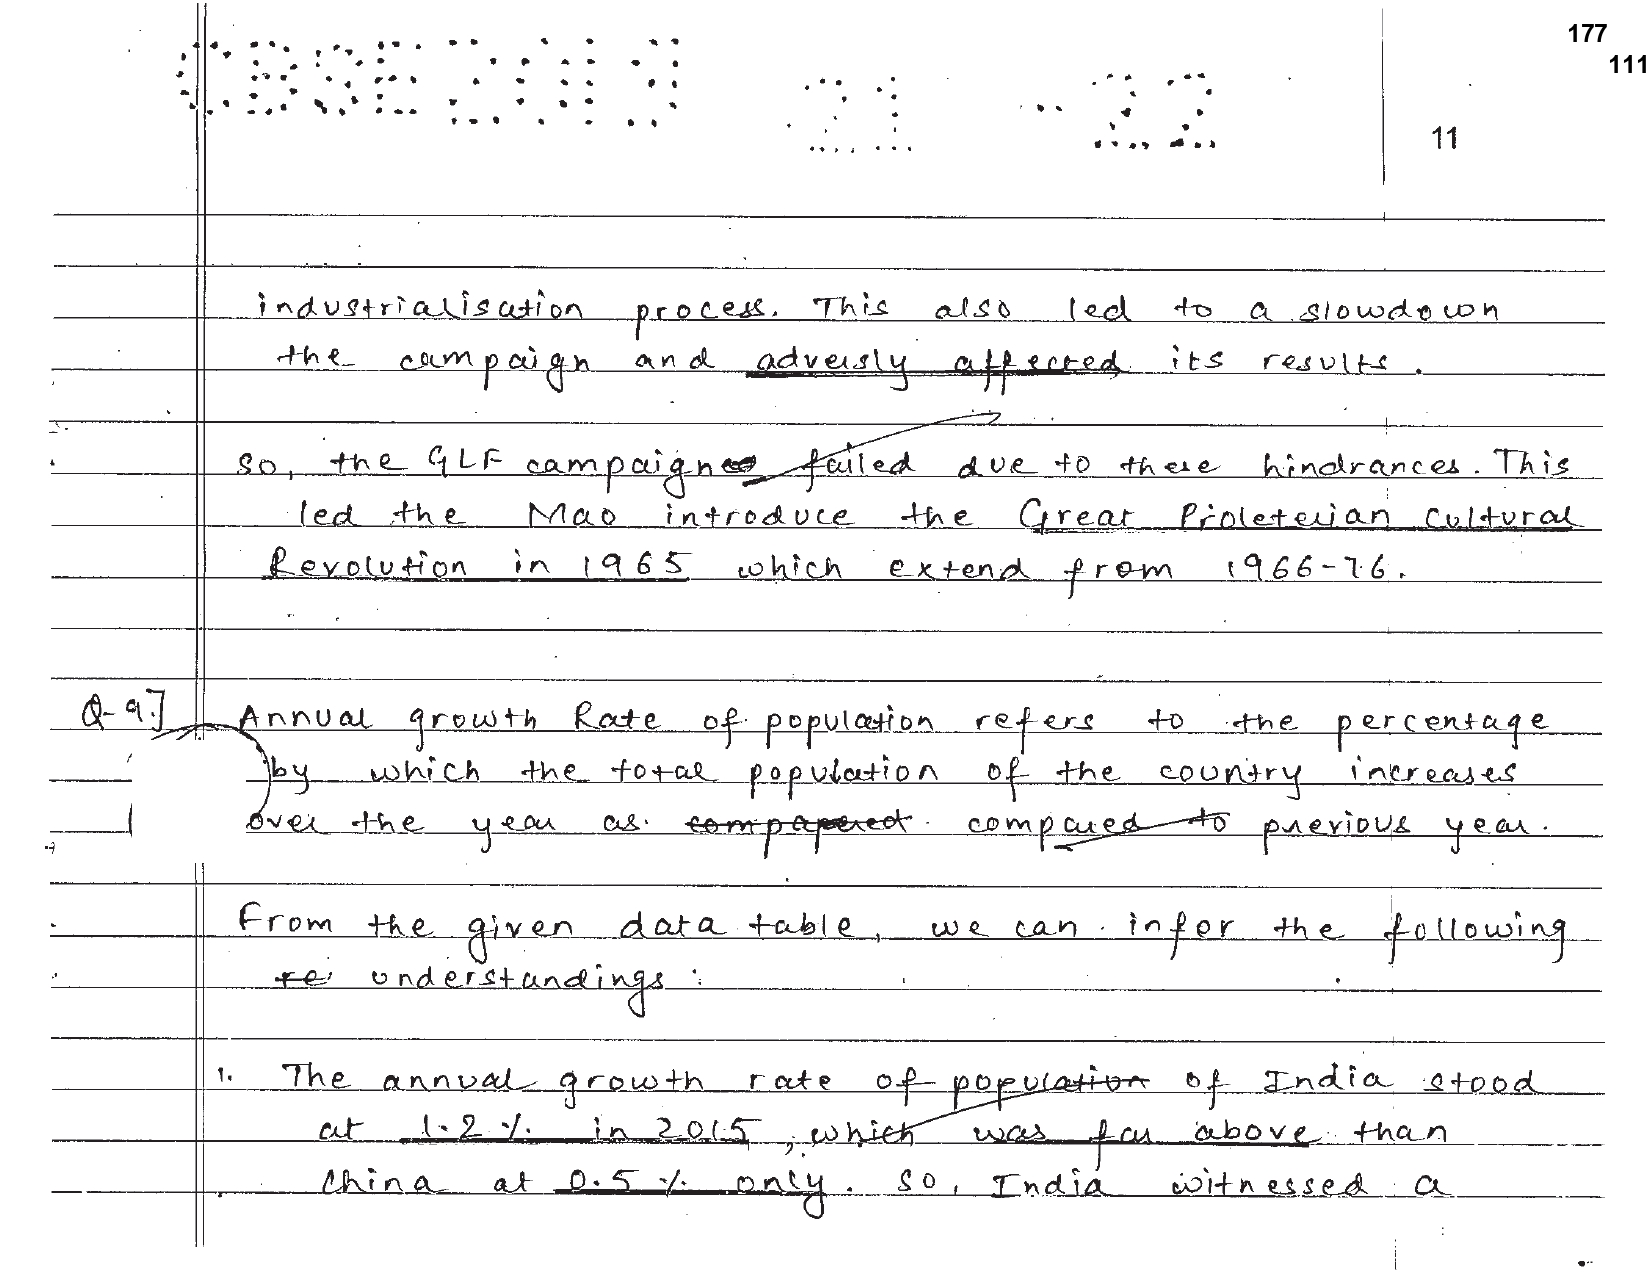 177
111
CBSE 2011 21 -22
11
industrialisation process. This also led to a slowdown
the campaign and adversly affected its results.
so, the GLF campaign failed due to these hindrances. This
led the Mao introduce the Great Proleterian Cultural
Revolution in 1965 which extend from 1966-76.
Q-9.] Annual growth Rate of population refers to the percentage
by which the total population of the country increases
over the year as compapered compared to previous year.
From the given data table, we can infer the following
re understandings:
1. The annual growth rate of population of India stood
at 1.2 % in 2015, which was far above than
China at 0.5 % only. So, India witnessed a